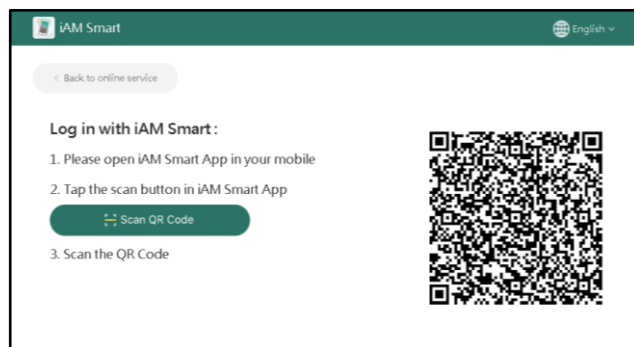 iAM Smart
English
Back to online service
Log in with iAM Smart :
1. Please open iAM Smart App in your mobile
2. Tap the scan button in iAM Smart App
Scan QR Code
3. Scan the QR Code